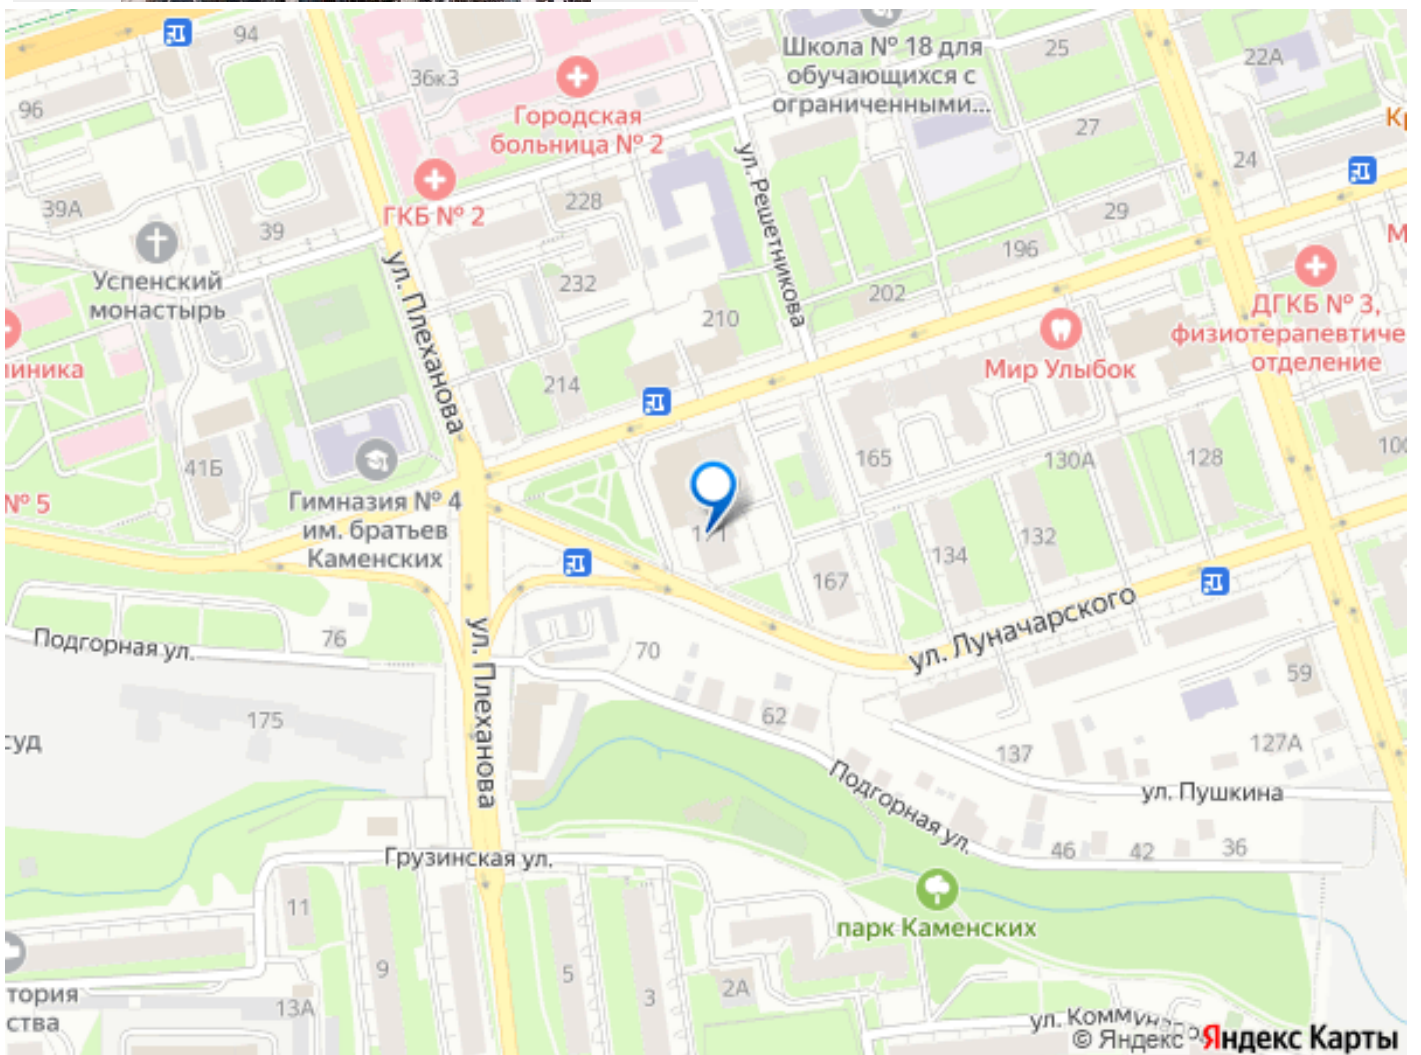 94
36к3
Школа № 18 для
обучающихся с
ограниченными...
25
22А
96
Городская
больница № 2
27
24
ул. Решетникова
39А
39
ГКБ № 2
228
29
196
Успенский
монастырь
ул. Плеханова
232
202
210
ДГКБ № 3,
физиотерапевтиче
отделение
Мир Улыбок
иника
214
41Б
165
130А
128
№ 5
Гимназия № 4
им. братьев
Каменских
134
132
167
ул. Луначарского
76
Подгорная ул.
70
ул. Плеханова
59
62
175
суд
137
127А
ул. Пушкина
Подгорная ул.
Грузинская ул.
46
42
36
11
парк Каменских
9
5
3
2А
13А
тория
ства
© Яндекс
Яндекс Карты